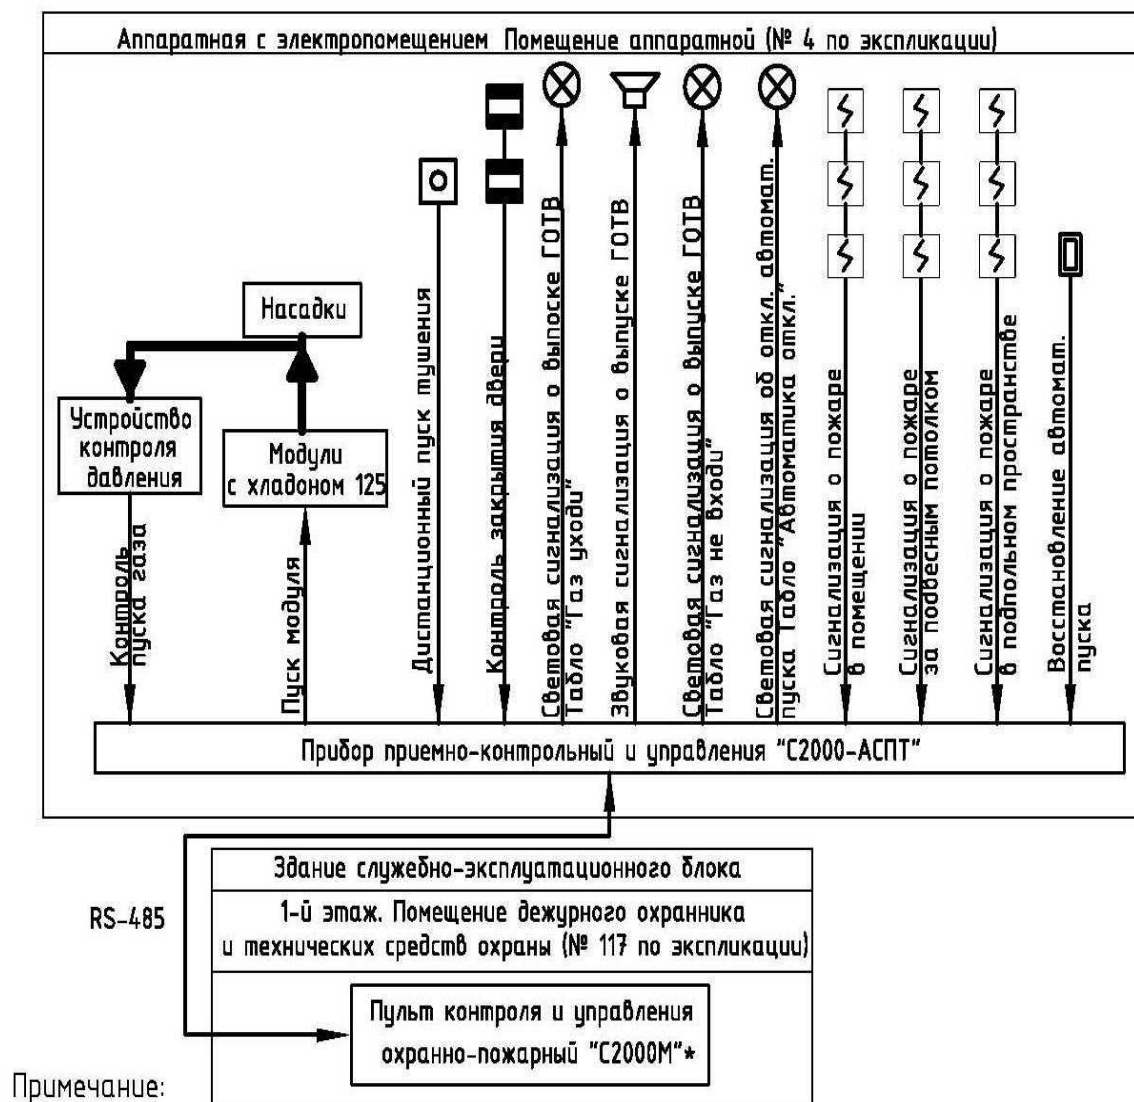 Аппаратная с электропомещением Помещение аппаратной (№ 4 по экспликации)
Насадки
Устройство
контроля
давления
Модули
с хладоном 125
Контроль
пуска газа
Пуск модуля
Дистанционный пуск тушения
Контроль закрытия двери
Световая сигнализация о выпоске ГОТВ
Табло "Газ уходи"
Звуковая сигнализация о выпуске ГОТВ
Световая сигнализация о выпуске ГОТВ
Табло "Газ не входи"
Световая сигнализация об откл. автомат.
пуска Табло "Автоматика откл."
Сигнализация о пожаре
в помещении
Сигнализация о пожаре
за подвесным потолком
Сигнализация о пожаре
в подпольном пространстве
Восстановление автомат.
пуска
Прибор приемно-контрольный и управления "С2000-АСПТ"
RS-485
Здание служебно-эксплуатационного блока
1-й этаж. Помещение дежурного охранника
и технических средств охраны (№ 117 по экспликации)
Пульт контроля и управления
охранно-пожарный "С2000М"*
Примечание: